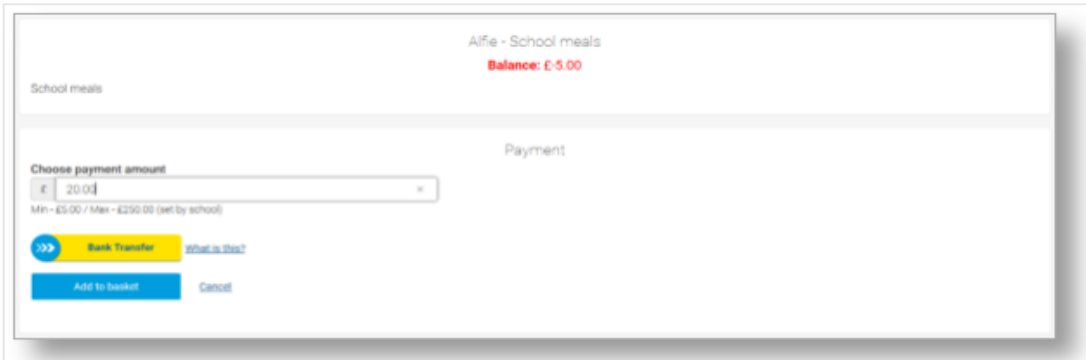 Alfie - School meals
Balance: £-5.00
School meals
Payment
Choose payment amount
£ 20.00 ×
Min - £5.00 / Max - £250.00 (set by school)
Bank Transfer What is this?
Add to basket Cancel